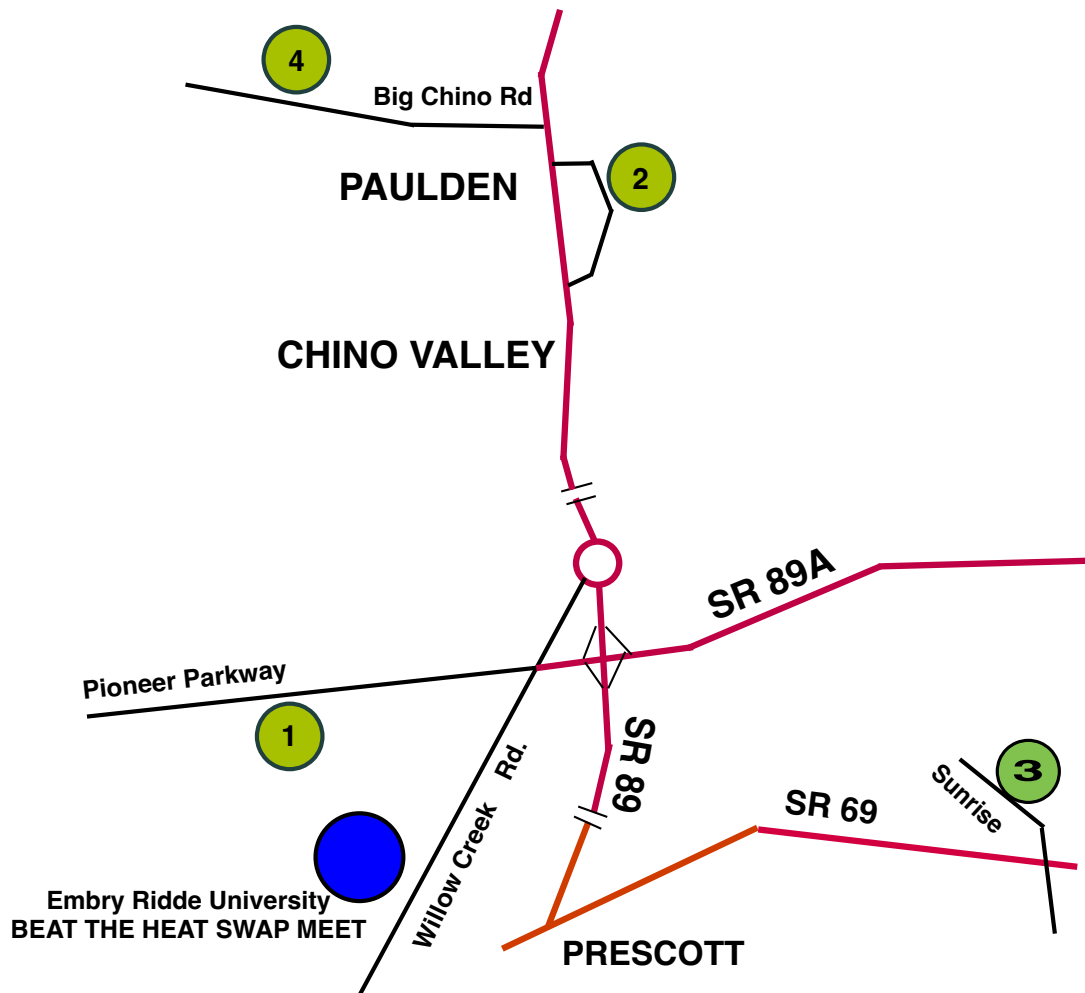 4
Big Chino Rd
2
PAULDEN
CHINO VALLEY
SR 89A
Pioneer Parkway
1
Willow Creek Rd.
SR 89
SR 69
Sunrise
3
Embry Ridde University
BEAT THE HEAT SWAP MEET
PRESCOTT